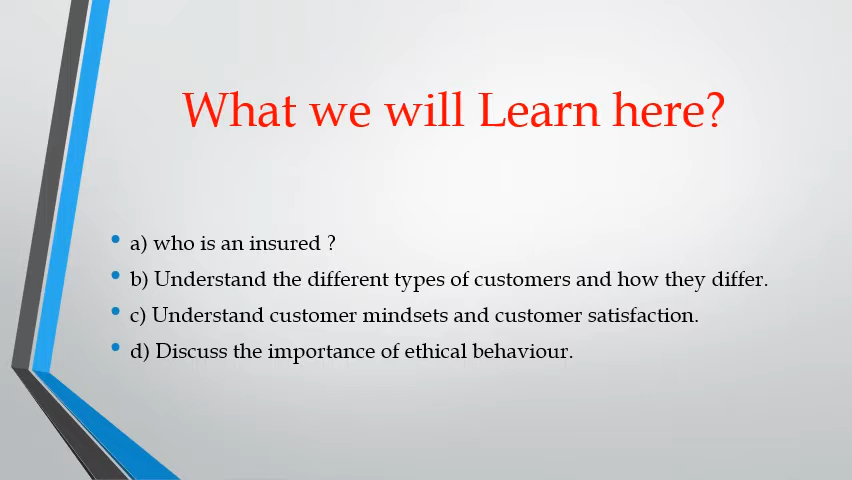 What we will Learn here?
• a) who is an insured ?
• b) Understand the different types of customers and how they differ.
• c) Understand customer mindsets and customer satisfaction.
• d) Discuss the importance of ethical behaviour.